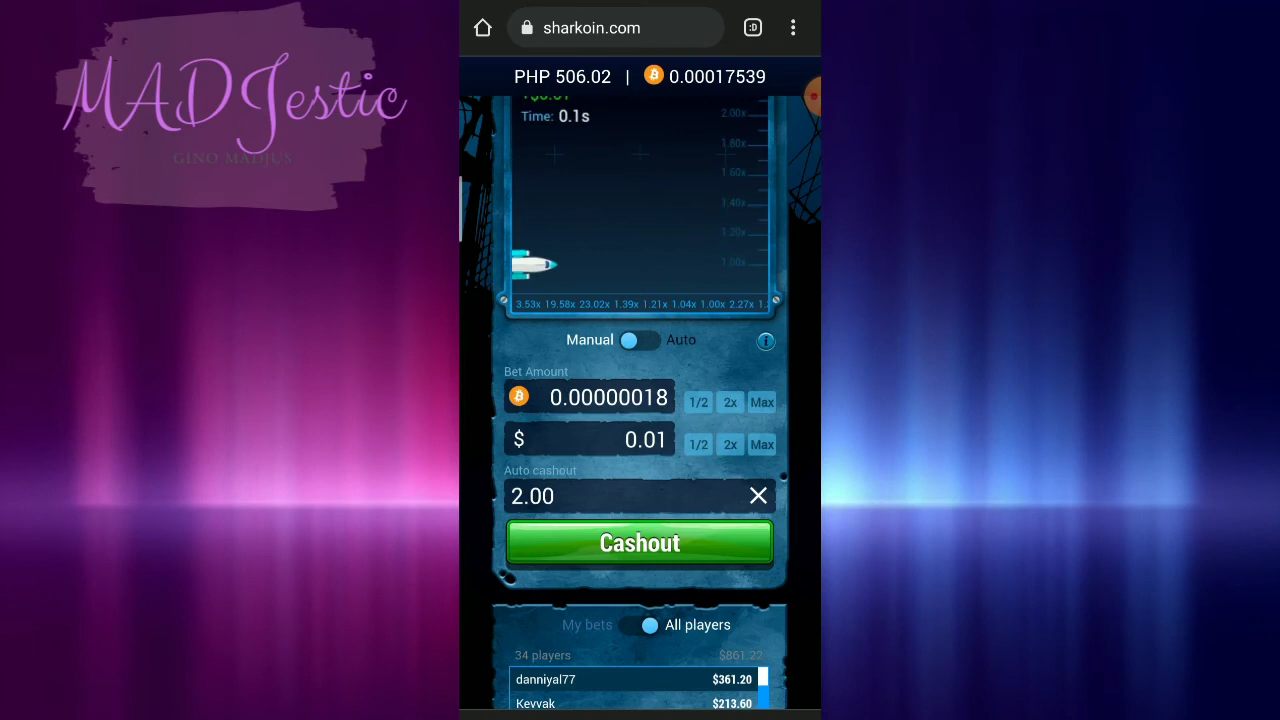 MADJestic
GINO MADJUS
sharkoin.com
:D
PHP 506.02 | 0.00017539
Time: 0.1s
2.00x
1.80x
1.60x
1.40x
1.20x
1.00x
3.53x 19.58x 23.02x 1.39x 1.21x 1.04x 1.00x 2.27x
Manual Auto
Bet Amount
0.00000018 1/2 2x Max
$ 0.01 1/2 2x Max
Auto cashout
2.00
Cashout
My bets All players
34 players $861.22
danniyal77 $361.20
Kevvak $213.60